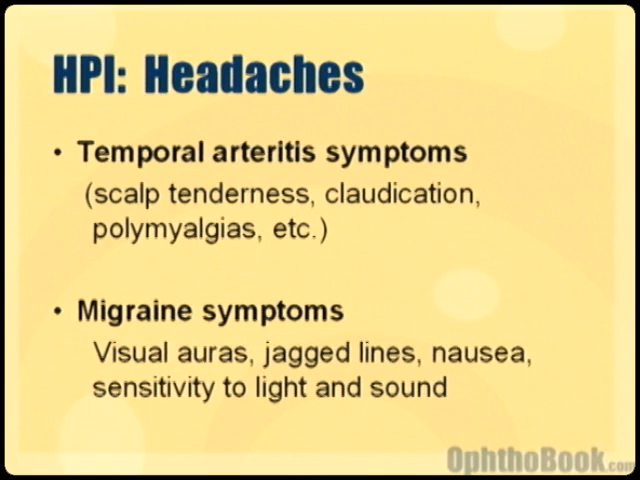 HPI: Headaches
• Temporal arteritis symptoms
(scalp tenderness, claudication,
polymyalgias, etc.)
• Migraine symptoms
Visual auras, jagged lines, nausea,
sensitivity to light and sound
OphthoBook.com